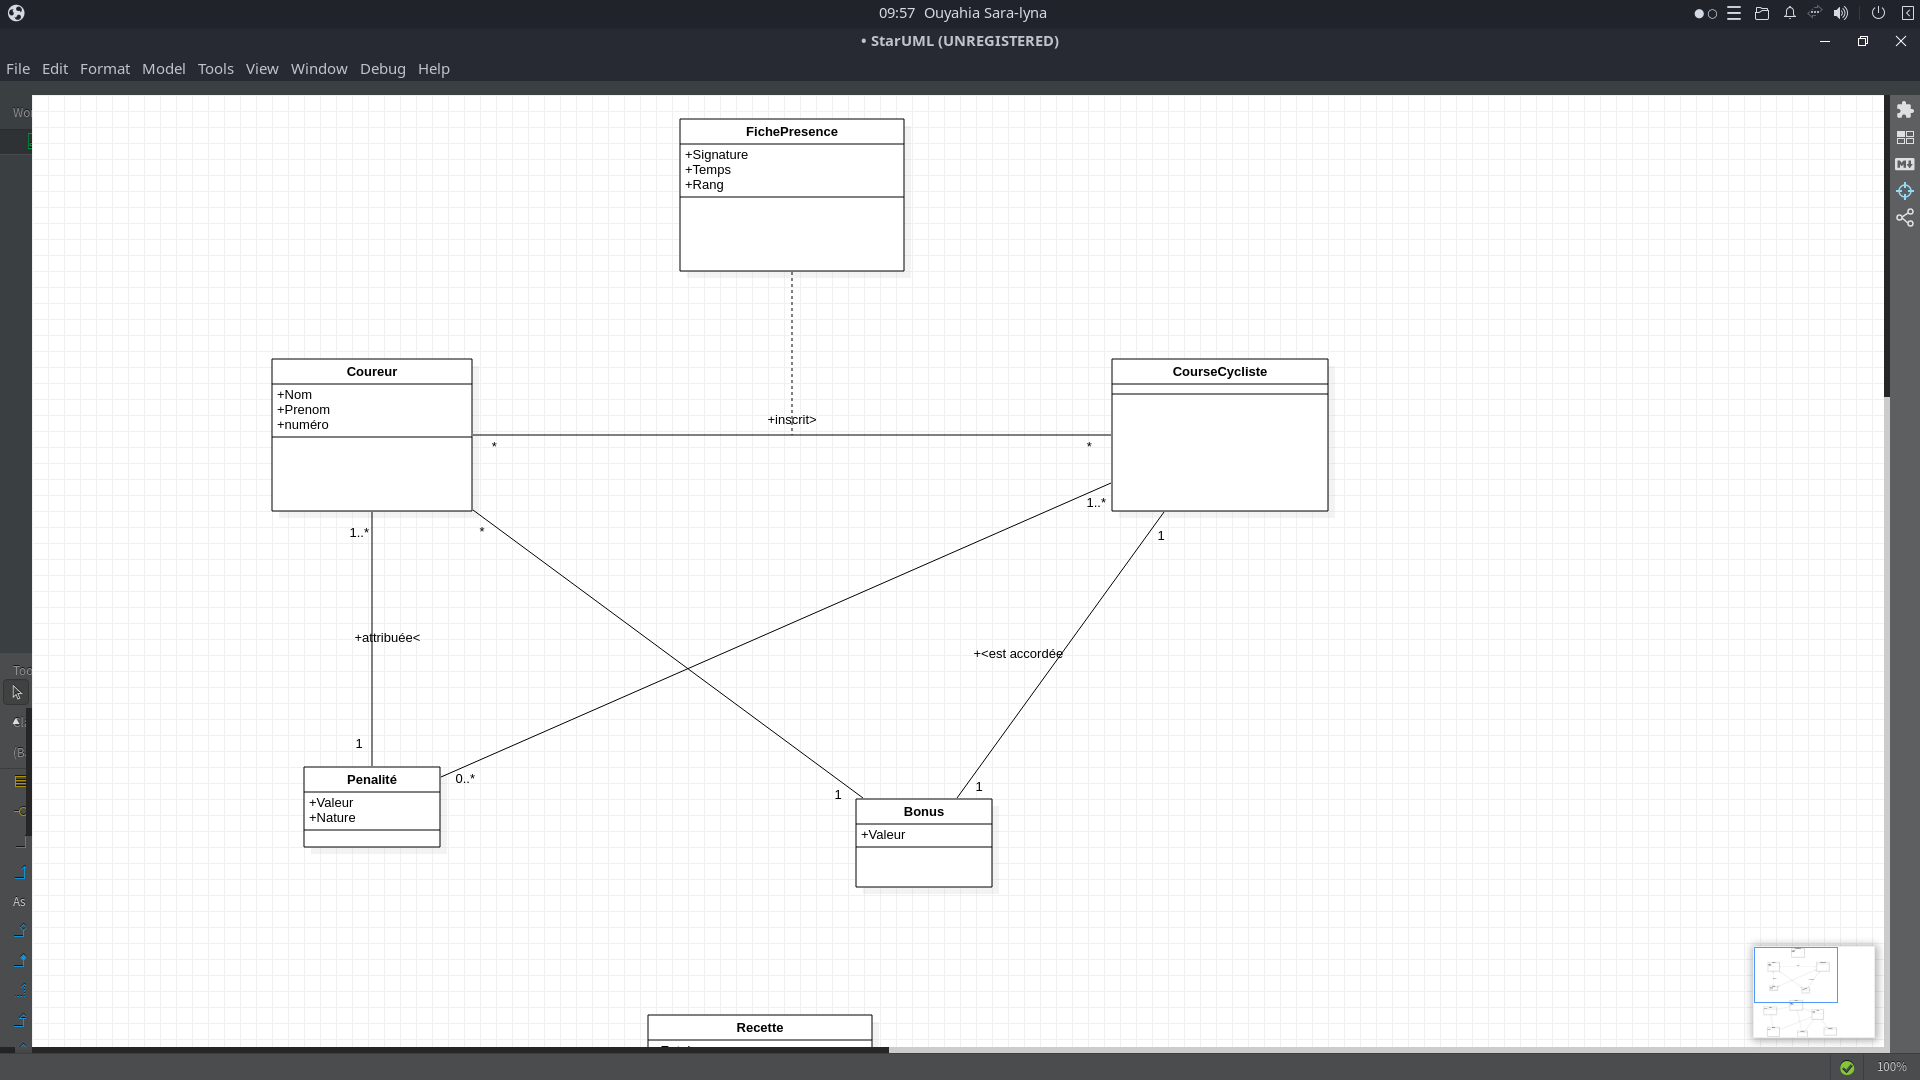 09:57 Ouyahia Sara-lyna
• StarUML (UNREGISTERED)
File Edit Format Model Tools View Window Debug Help
FichePresence
+Signature
+Temps
+Rang
Coureur
+Nom
+Prenom
+numéro
CourseCycliste
+inscrit>
* *
1..*
1..* * 1
+attribuée<
+<est accordée
1
Penalité
0..*
+Valeur
+Nature
1 1
Bonus
+Valeur
As
Recette
100%